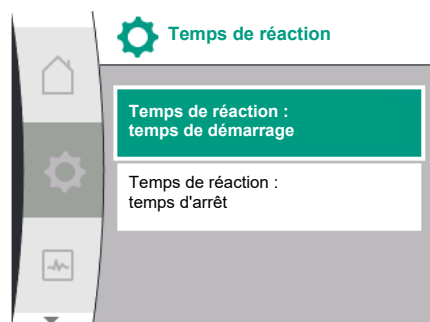 Temps de réaction
Temps de réaction :
temps de démarrage
Temps de réaction :
temps d'arrêt